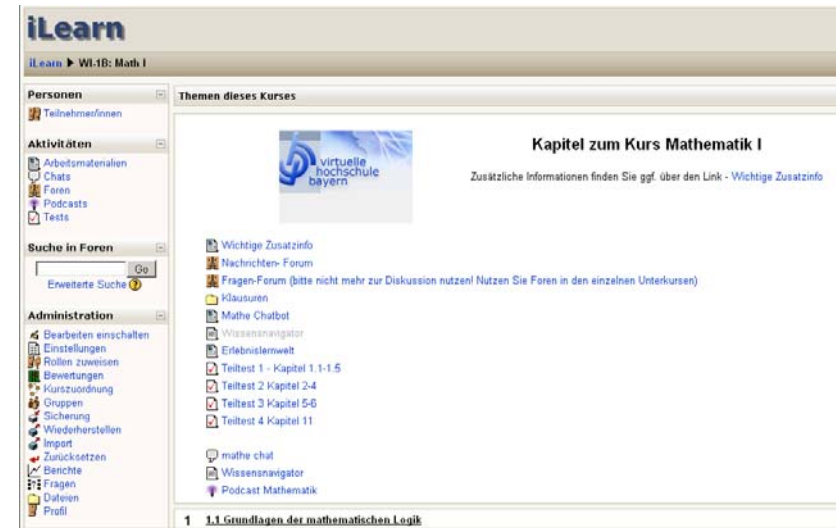 iLearn
iLearn ▶ WI-1B: Math I
Personen
Teilnehmer/innen
Aktivitäten
Arbeitsmaterialien
Chats
Foren
Podcasts
Tests
Suche in Foren
Go
Erweiterte Suche ?
Administration
Bearbeiten einschalten
Einstellungen
Rollen zuweisen
Bewertungen
Kurszuordnung
Gruppen
Sicherung
Wiederherstellen
Import
Zurücksetzen
Berichte
Fragen
Dateien
Profil
Themen dieses Kurses
virtuelle
hochschule
bayern
Kapitel zum Kurs Mathematik I
Zusätzliche Informationen finden Sie ggf. über den Link - Wichtige Zusatzinfo
Wichtige Zusatzinfo
Nachrichten- Forum
Fragen-Forum (bitte nicht mehr zur Diskussion nutzen! Nutzen Sie Foren in den einzelnen Unterkursen)
Klausuren
Mathe Chatbot
Wissensnavigator
Erlebnislernwelt
Teiltest 1 - Kapitel 1.1-1.5
Teiltest 2 Kapitel 2-4
Teiltest 3 Kapitel 5-6
Teiltest 4 Kapitel 11
mathe chat
Wissensnavigator
Podcast Mathematik
1 1.1 Grundlagen der mathematischen Logik